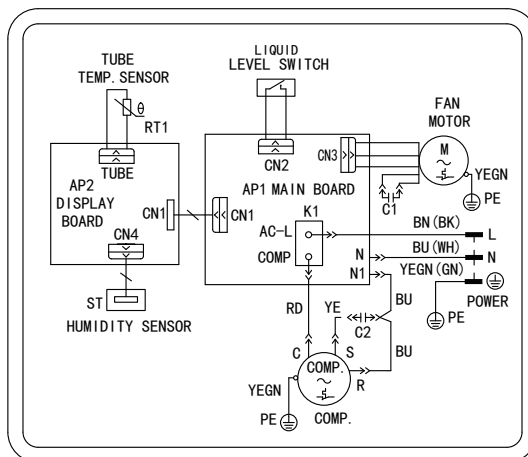 TUBE
TEMP. SENSOR
θ
RT1
TUBE
AP2
DISPLAY
BOARD
CN1
CN4
ST
HUMIDITY SENSOR
LIQUID
LEVEL SWITCH
CN2
CN3
AP1 MAIN BOARD
CN1
K1
AC-L
COMP
N
N1
FAN
MOTOR
M
YEGN
PE
C1
BN(BK)
L
BU(WH)
N
YEGN(GN)
PE
POWER
RD
YE
BU
C2
BU
C
S
R
COMP.
YEGN
PE
COMP.